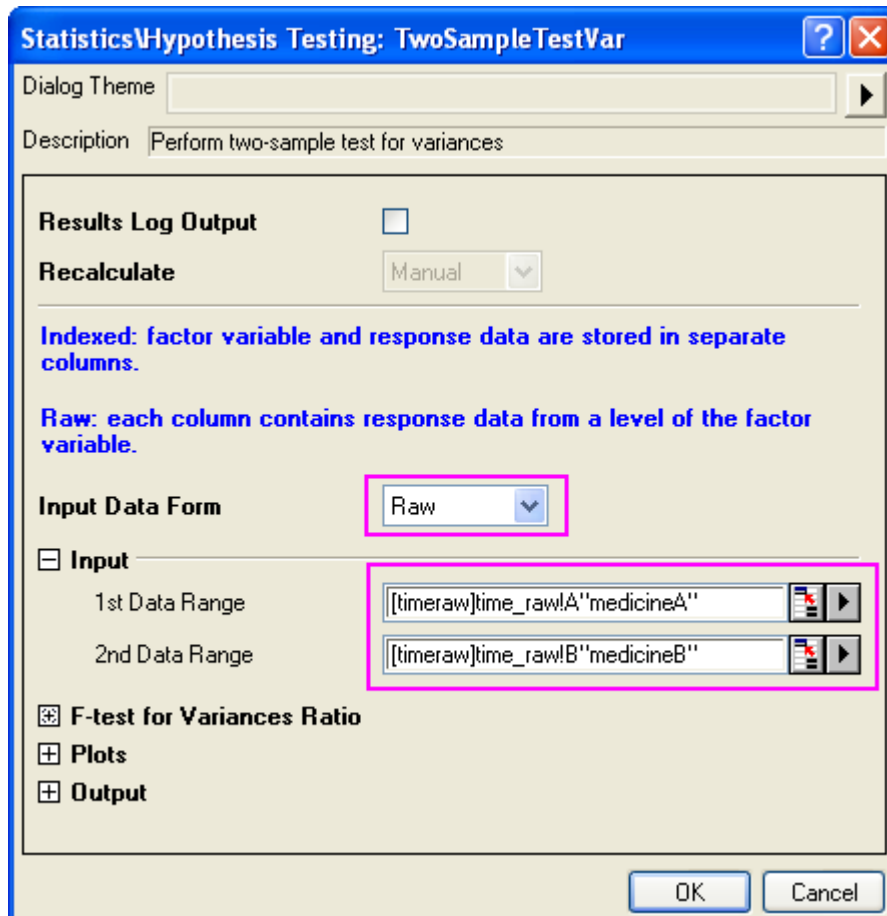 Statistics\Hypothesis Testing: TwoSampleTestVar
Dialog Theme
Description Perform two-sample test for variances
Results Log Output
Recalculate Manual
Indexed: factor variable and response data are stored in separate
columns.
Raw: each column contains response data from a level of the factor
variable.
Input Data Form Raw
Input
1st Data Range [timeraw]time_raw!A"medicineA"
2nd Data Range [timeraw]time_raw!B"medicineB"
F-test for Variances Ratio
Plots
Output
OK Cancel